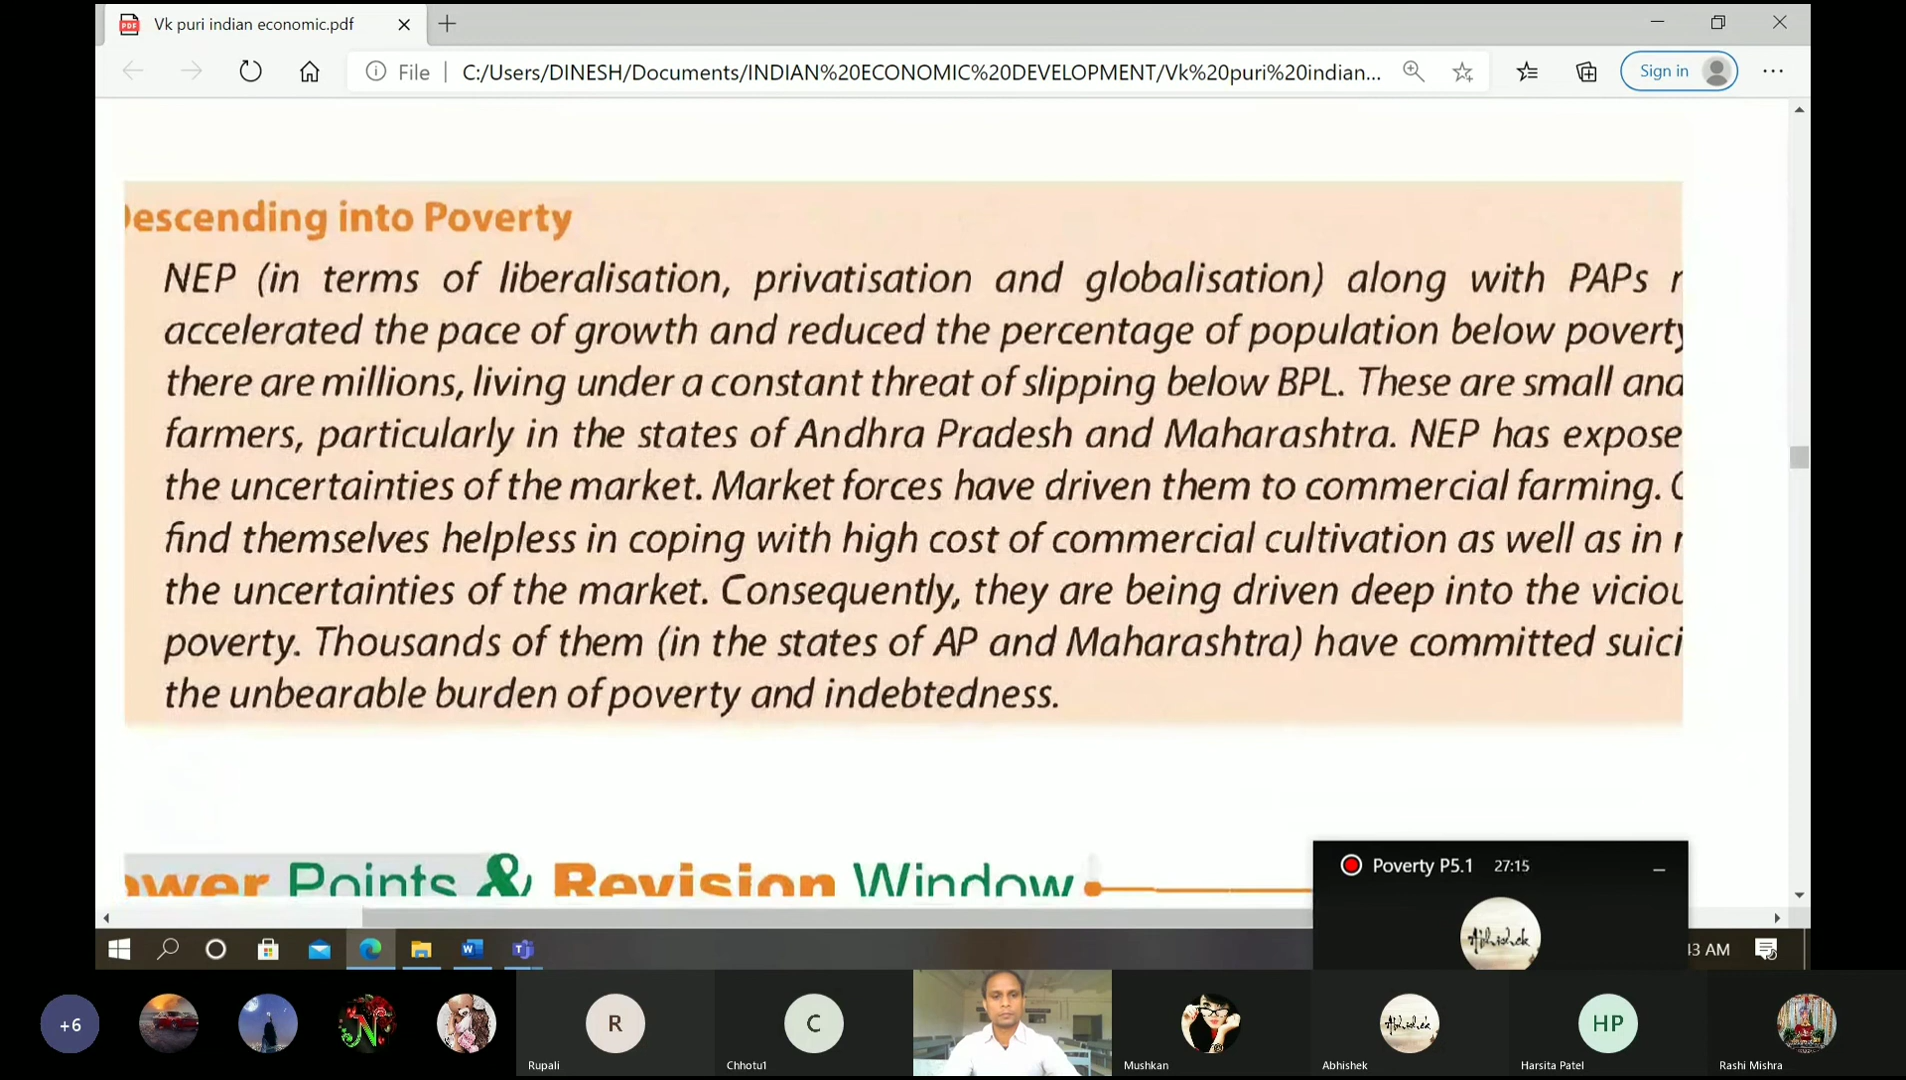 Vk puri indian economic.pdf
File | C:/Users/DINESH/Documents/INDIAN%20ECONOMIC%20DEVELOPMENT/Vk%20puri%20indian...
Sign in
escending into Poverty
NEP (in terms of liberalisation, privatisation and globalisation) along with PAPs
accelerated the pace of growth and reduced the percentage of population below poverty
there are millions, living under a constant threat of slipping below BPL. These are small and
farmers, particularly in the states of Andhra Pradesh and Maharashtra. NEP has expose
the uncertainties of the market. Market forces have driven them to commercial farming.
find themselves helpless in coping with high cost of commercial cultivation as well as in
the uncertainties of the market. Consequently, they are being driven deep into the viciou
poverty. Thousands of them (in the states of AP and Maharashtra) have committed suici
the unbearable burden of poverty and indebtedness.
ower Points & Revision Window
Poverty P5.1 27:15
Abhishek
3 AM
+6
N
R
C
Abhishek
HP
Rupali
Chhotu1
Mushkan
Abhishek
Harsita Patel
Rashi Mishra